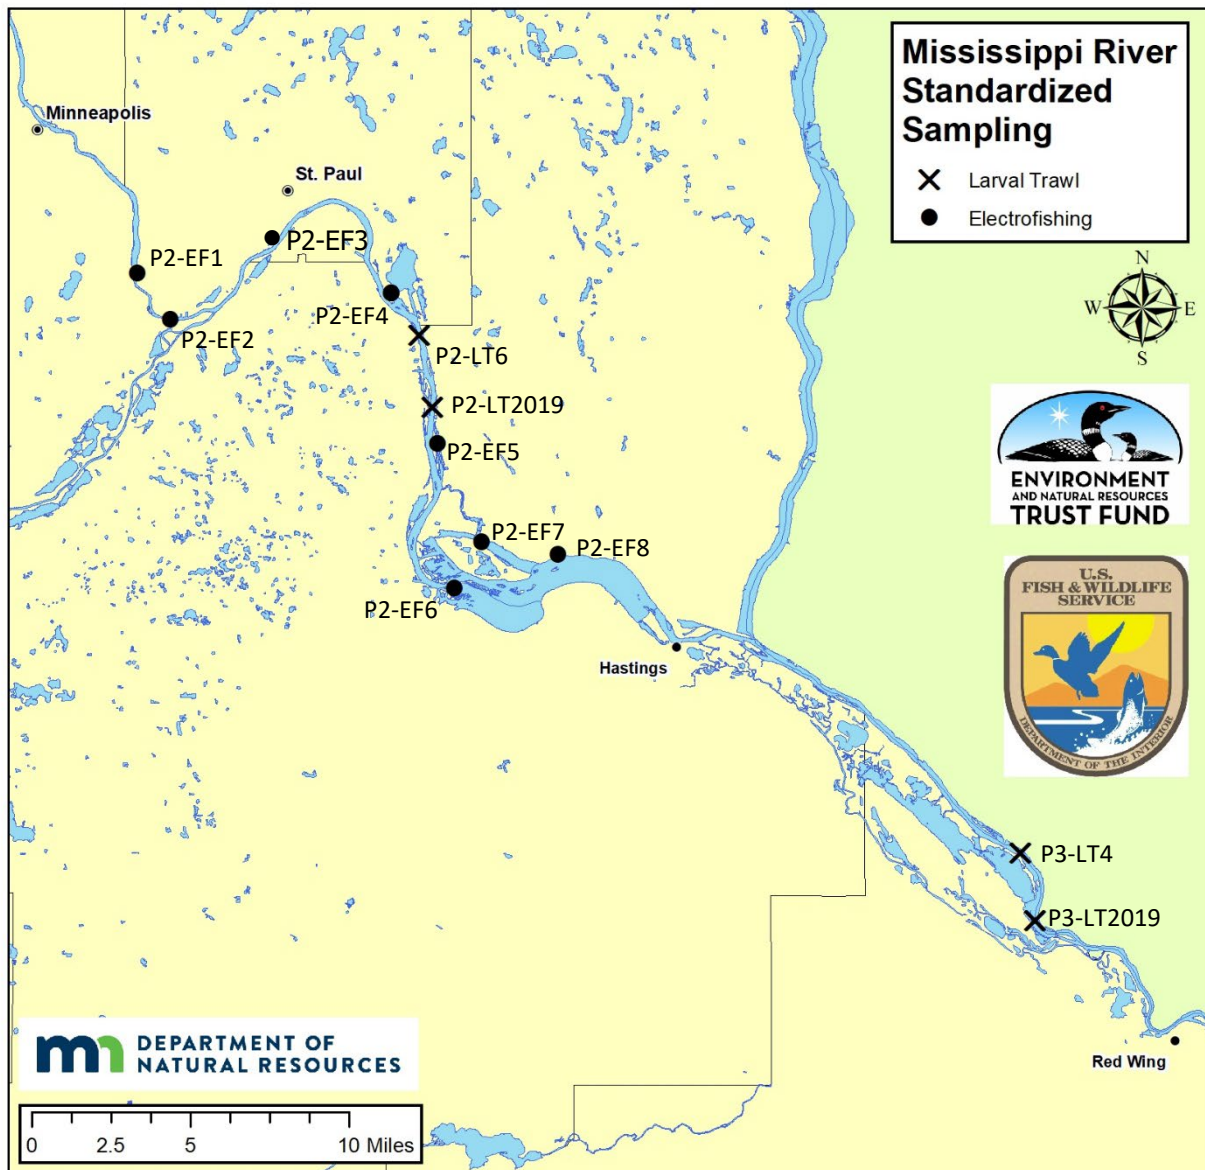 Mississippi River
Standardized
Sampling
Larval Trawl
Electrofishing
Minneapolis
St. Paul
P2-EF3
P2-EF1
P2-EF4
P2-EF2
P2-LT6
P2-LT2019
P2-EF5
P2-EF7
P2-EF8
P2-EF6
Hastings
N
W E
S
ENVIRONMENT
AND NATURAL RESOURCES
TRUST FUND
U.S.
FISH & WILDLIFE
SERVICE
DEPARTMENT OF THE INTERIOR
P3-LT4
P3-LT2019
Red Wing
mn DEPARTMENT OF
NATURAL RESOURCES
0 2.5 5 10 Miles